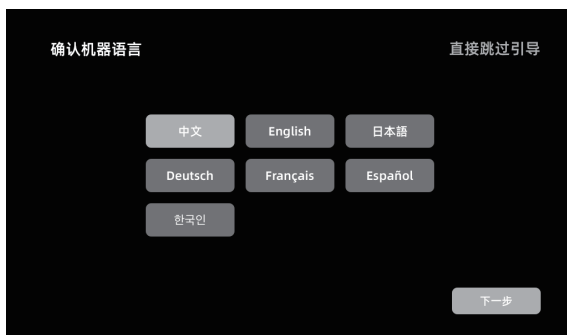 确认机器语言
直接跳过引导
中文
English
日本語
Deutsch
Français
Español
한국인
下一步